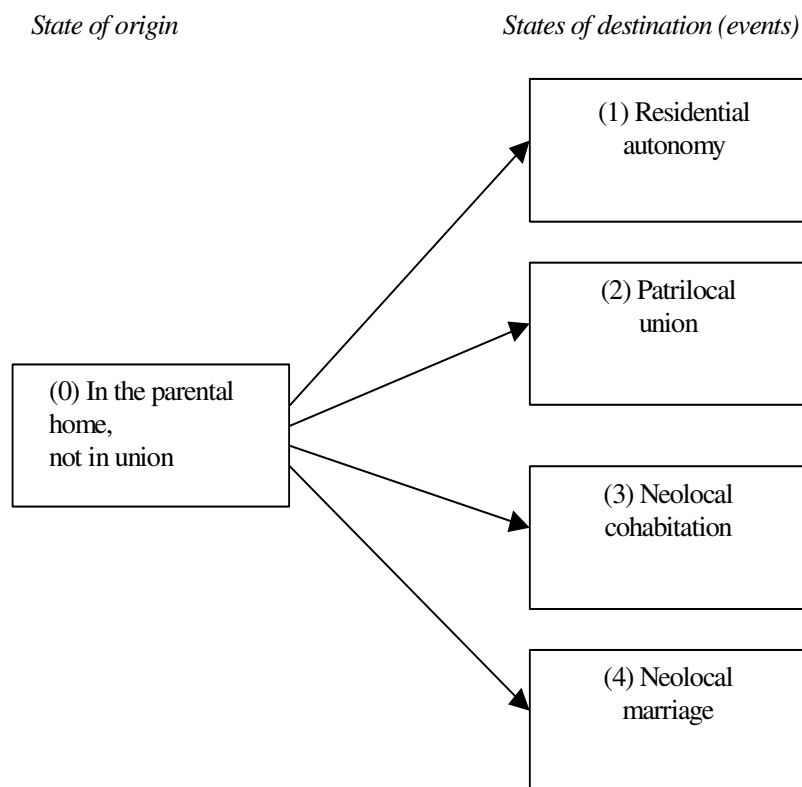 State of origin
States of destination (events)
(1) Residential
autonomy
(2) Patrilocal
union
(0) In the parental
home,
not in union
(3) Neolocal
cohabitation
(4) Neolocal
marriage